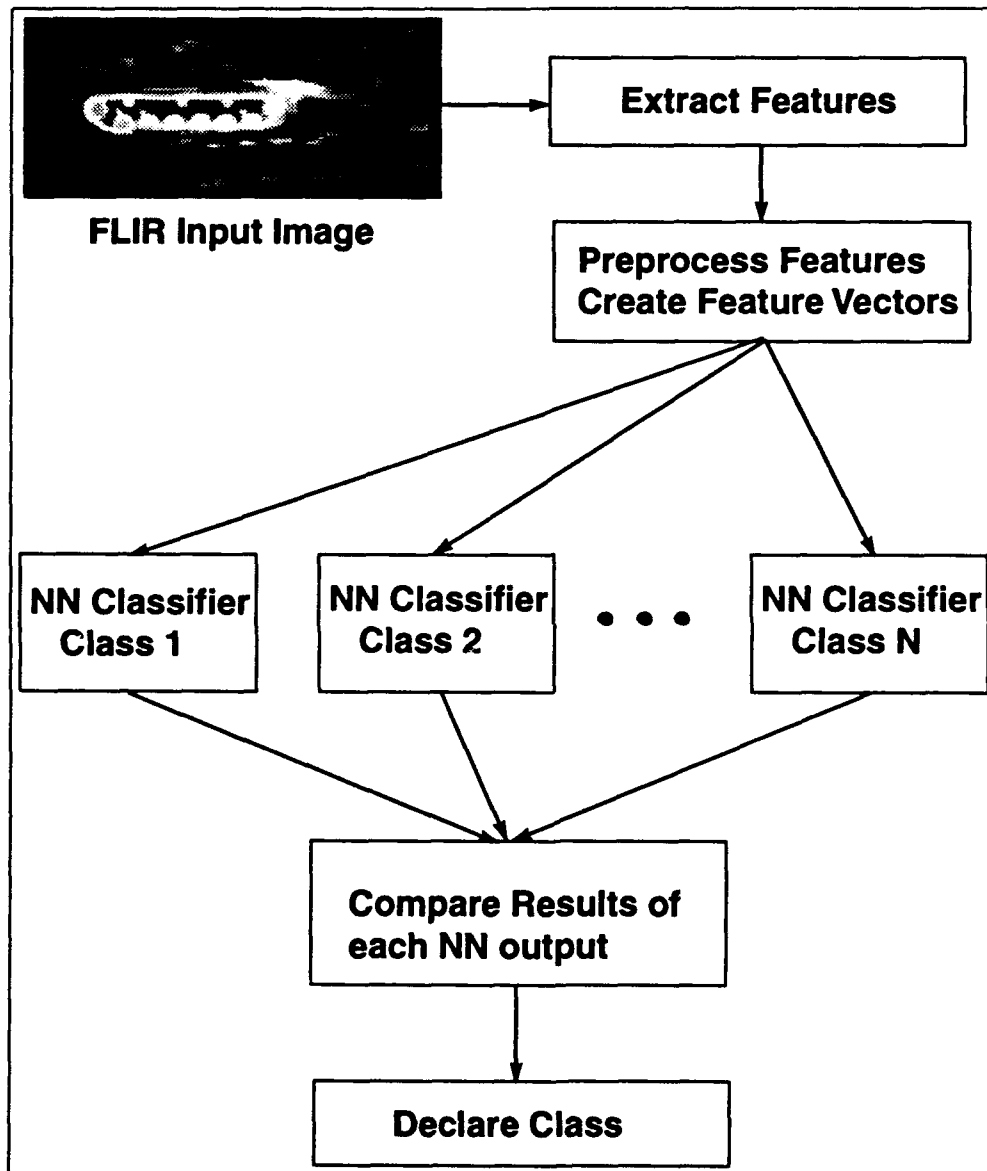 Extract Features
FLIR Input Image
Preprocess Features
Create Feature Vectors
NN Classifier
Class 1
NN Classifier
Class 2
NN Classifier
Class N
Compare Results of
each NN output
Declare Class